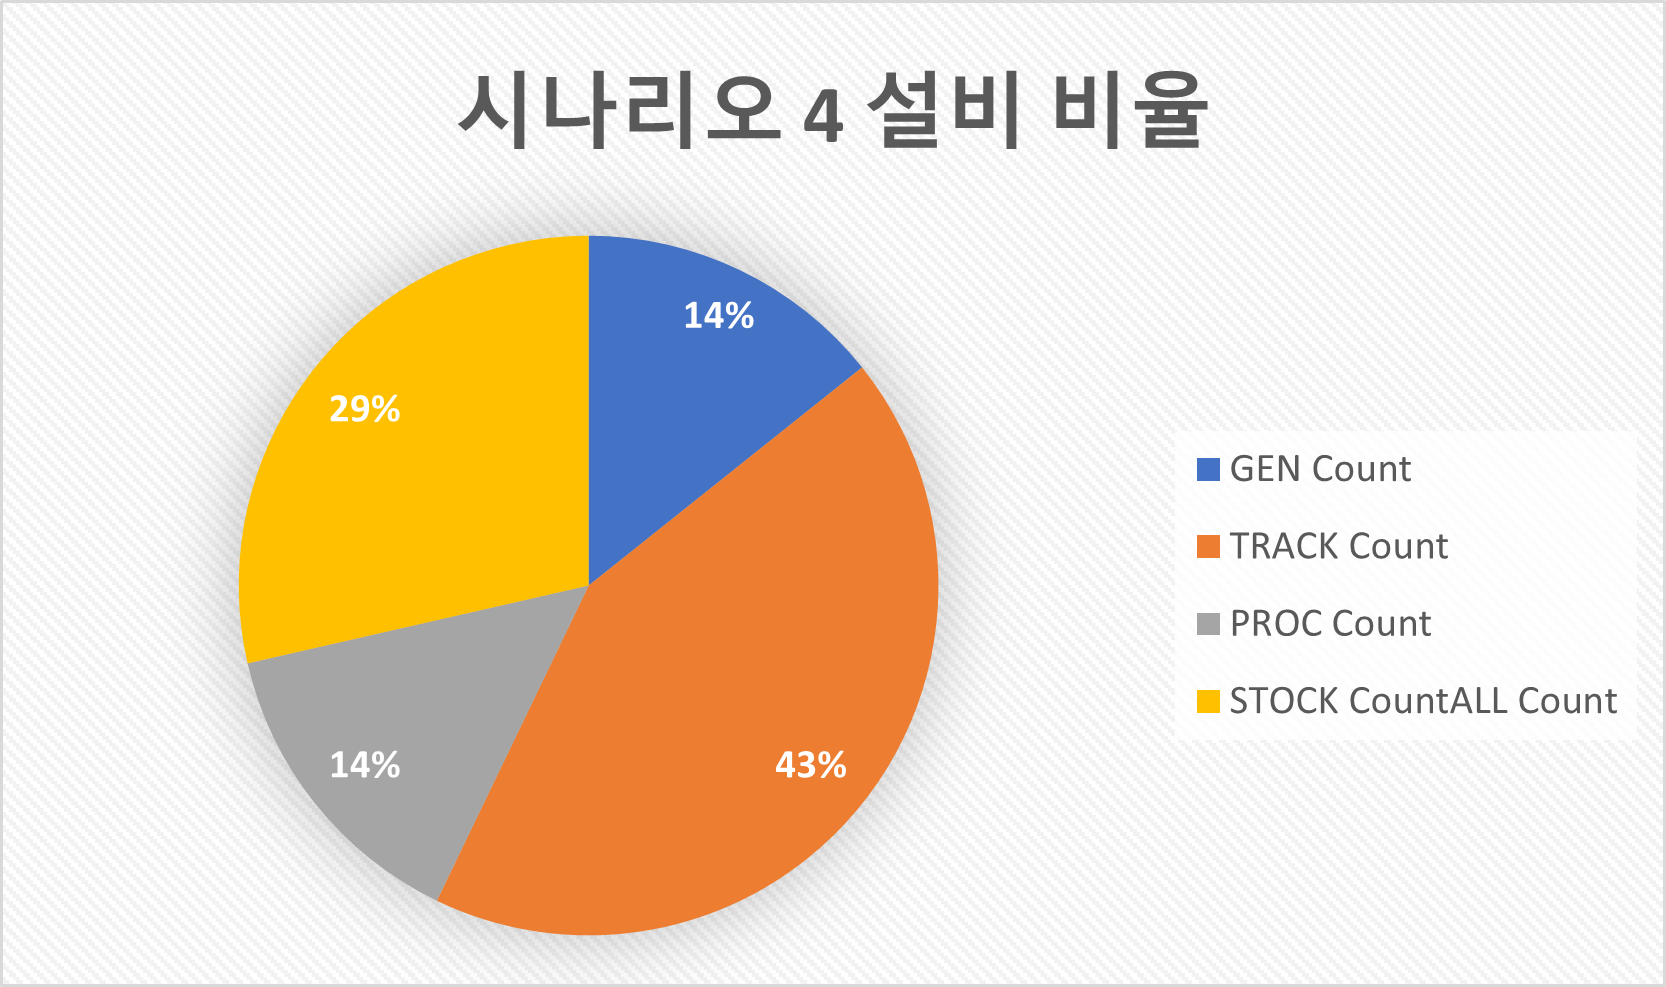 시나리오 4 설비 비율
14%
29%
14%
43%
GEN Count
TRACK Count
PROC Count
STOCK CountALL Count